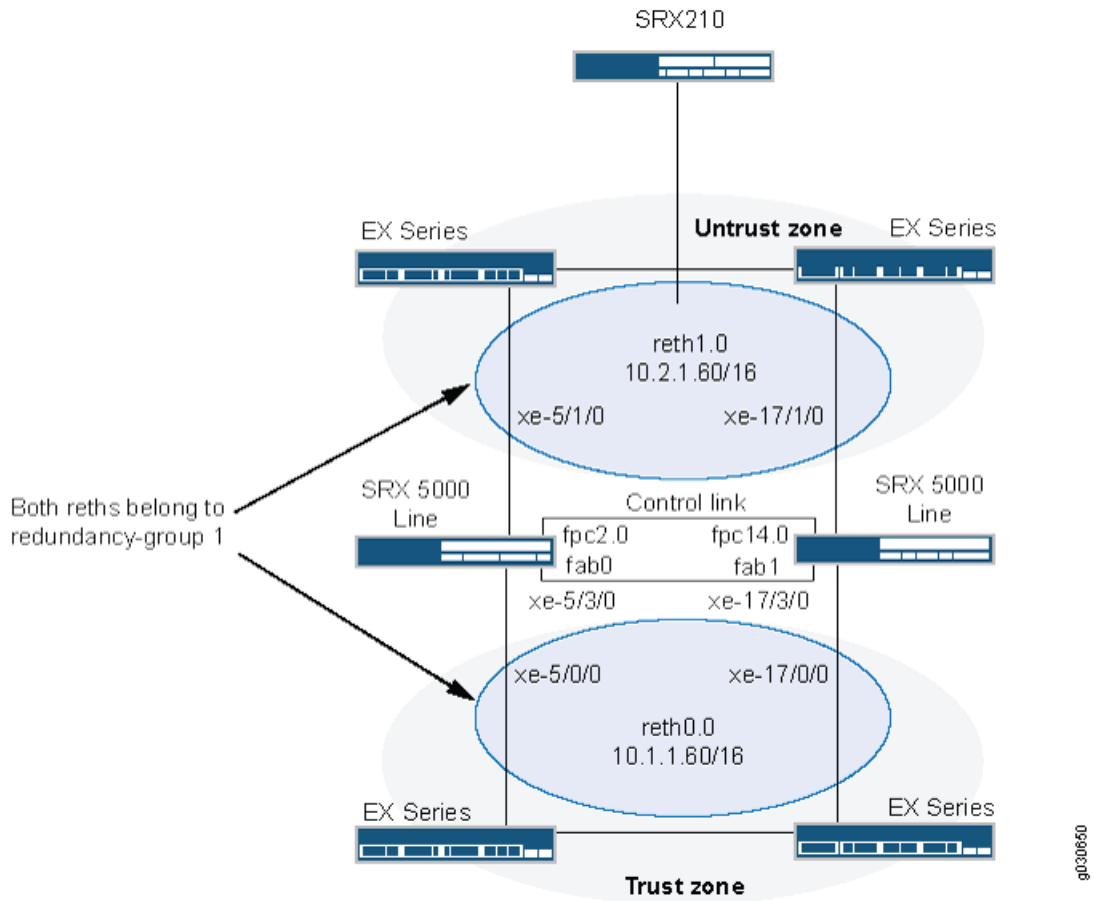 SRX210
Untrust zone
EX Series
EX Series
reth1.0
10.2.1.60/16
xe-5/1/0
xe-17/1/0
Both reths belong to
redundancy-group 1
SRX 5000
Line
SRX 5000
Line
Control link
fpc2.0
fpc14.0
fab0
fab1
xe-5/3/0
xe-17/3/0
xe-5/0/0
xe-17/0/0
reth0.0
10.1.1.60/16
EX Series
EX Series
Trust zone
g030650